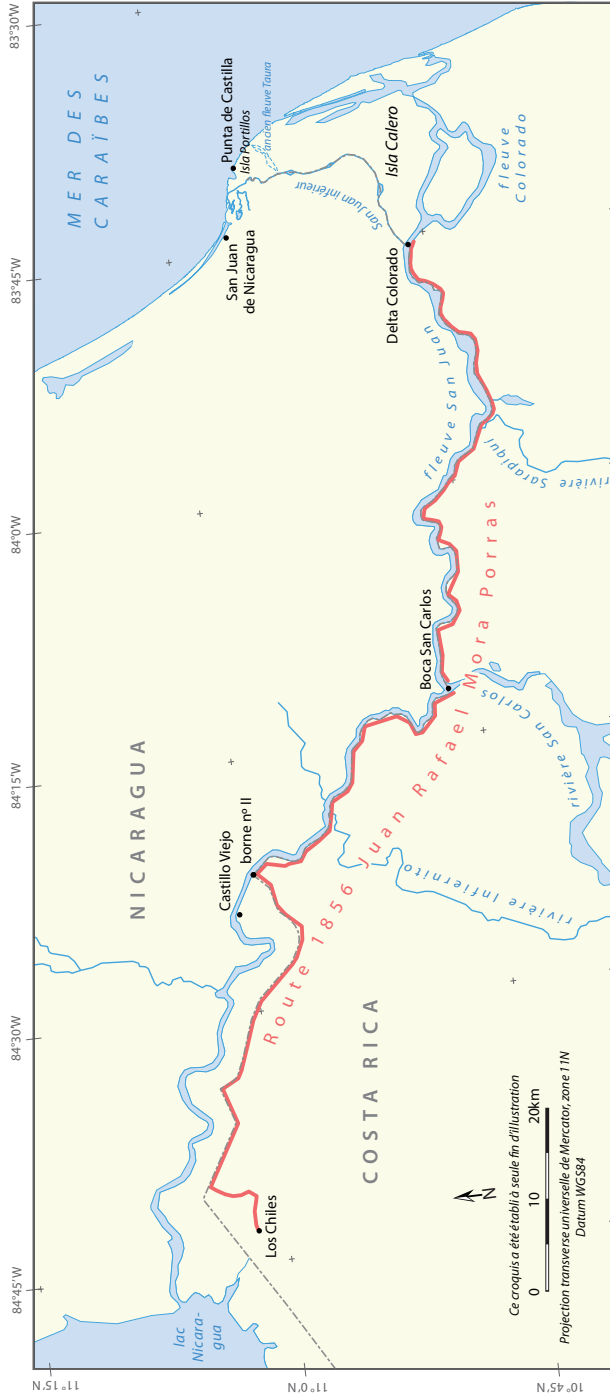 84°45'W
84°30'W
84°15'W
84°0'W
83°45'W
83°30'W
11°15'N
11°0'N
10°45'N
MER DES
CARAÏBES
NICARAGUA
COSTA RICA
lac
Nicara-
gua
Los Chiles
Castillo Viejo
borne nº II
Boca San Carlos
Delta Colorado
San Juan
de Nicaragua
Punta de Castilla
Isla Portillos
ancien fleuve Taura
San Juan inférieur
Isla Calero
fleuve
Colorado
fleuve San Juan
rivière Sarapiquí
rivière San Carlos
rivière Infiernito
Route 1856 Juan Rafael Mora Porras
N
Ce croquis a été établi à seule fin d'illustration
0 10 20km
Projection transverse universelle de Mercator, zone 11N
Datum WGS84